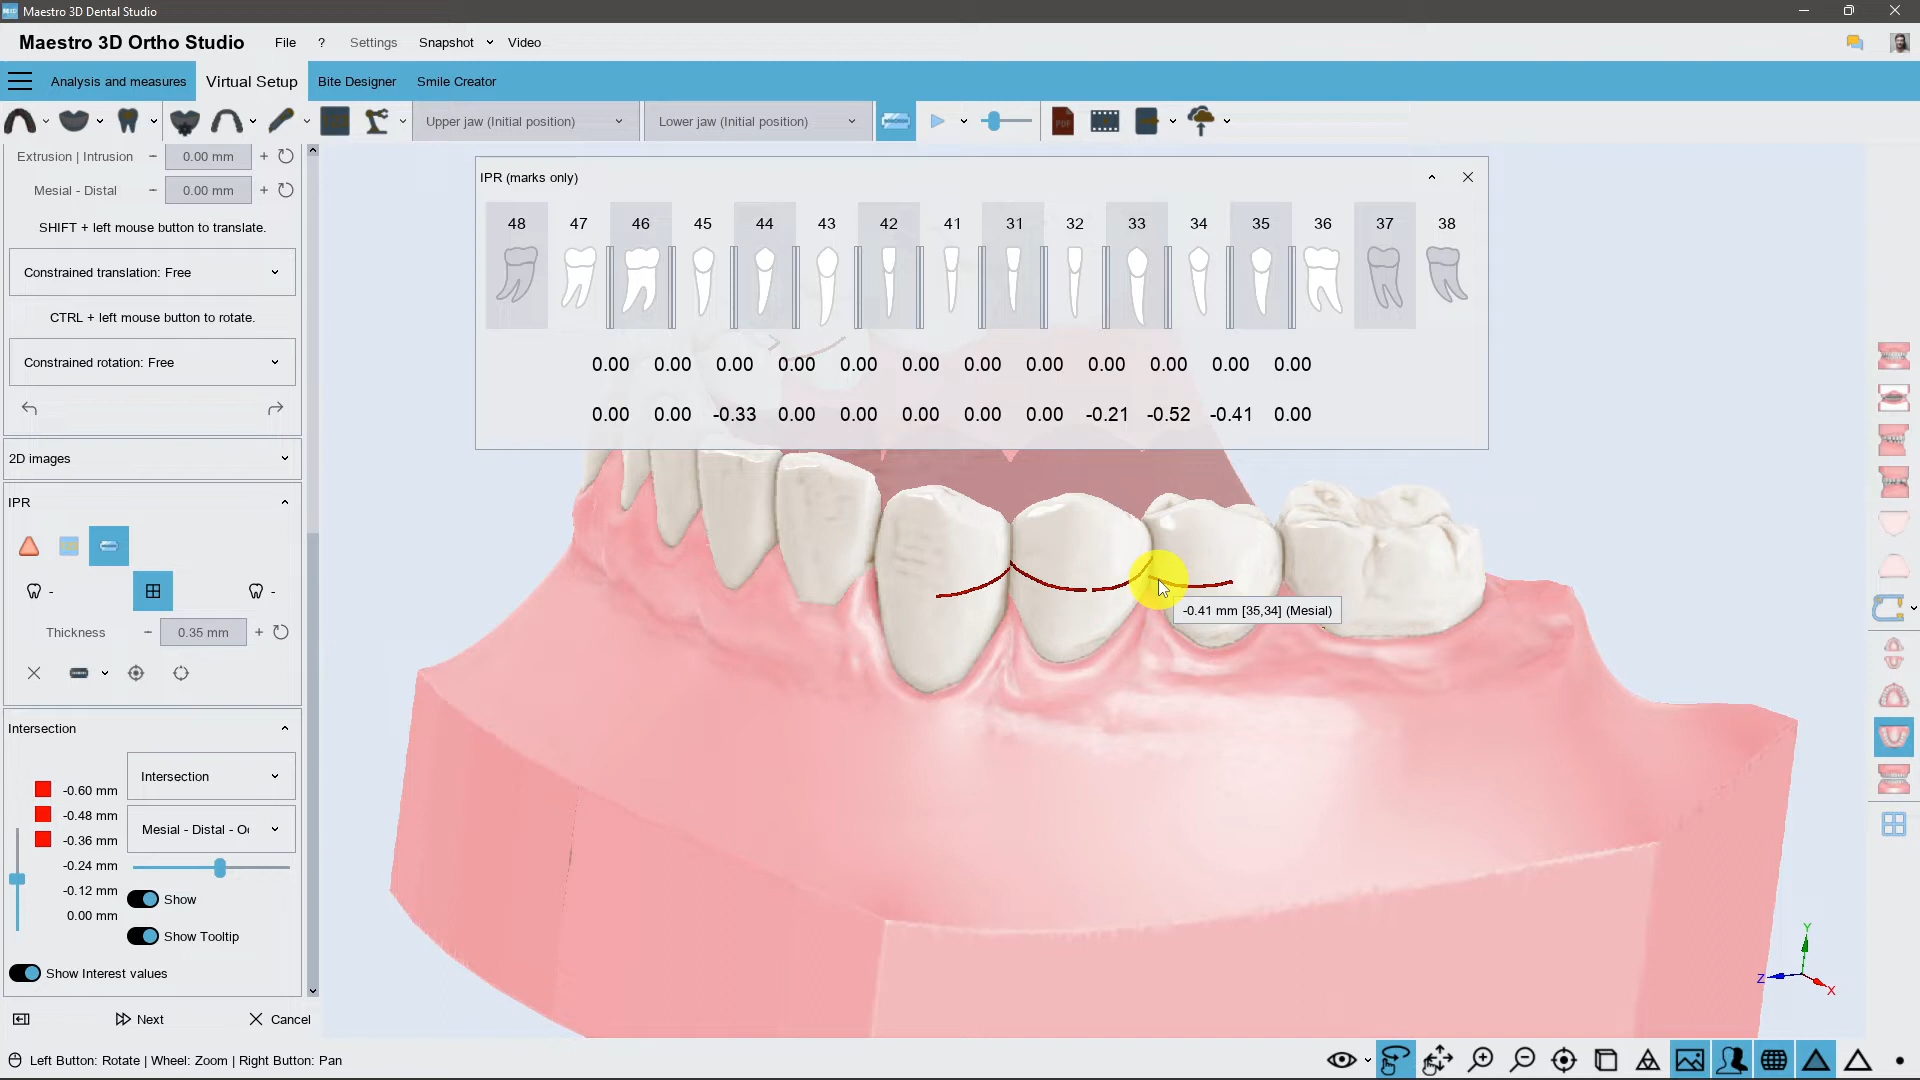 Maestro 3D Dental Studio
Maestro 3D Ortho Studio File ? Settings Snapshot Video
Analysis and measures Virtual Setup Bite Designer Smile Creator
Upper jaw (Initial position) Lower jaw (Initial position)
PDF
Extrusion | Intrusion - 0.00 mm +
Mesial - Distal - 0.00 mm +
SHIFT + left mouse button to translate.
Constrained translation: Free
CTRL + left mouse button to rotate.
Constrained rotation: Free
2D images
IPR
Thickness - 0.35 mm +
Intersection
Intersection
-0.60 mm
-0.48 mm
-0.36 mm
Mesial - Distal - O
-0.24 mm
-0.12 mm
0.00 mm
Show
Show Tooltip
Show Interest values
Next Cancel
IPR (marks only)
48 47 46 45 44 43 42 41 31 32 33 34 35 36 37 38
0.00 0.00 0.00 0.00 0.00 0.00 0.00 0.00 0.00 0.00 0.00 0.00
0.00 0.00 -0.33 0.00 0.00 0.00 0.00 0.00 -0.21 -0.52 -0.41 0.00
-0.41 mm [35,34] (Mesial)
Y
Z
X
Left Button: Rotate | Wheel: Zoom | Right Button: Pan